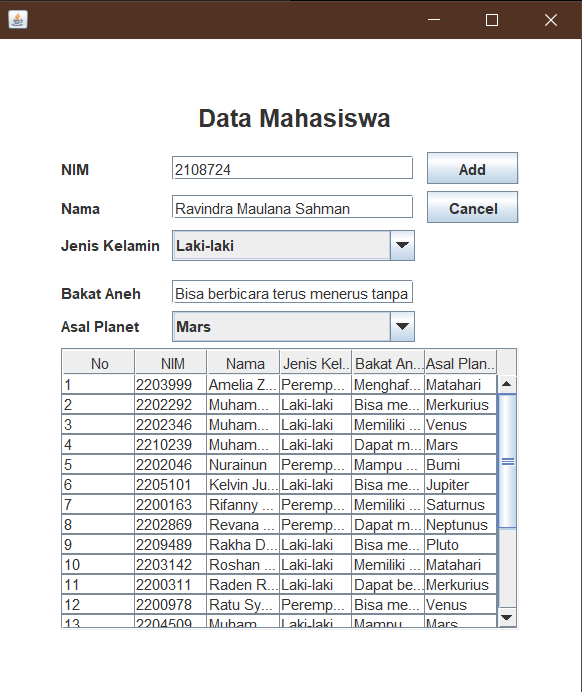 Data Mahasiswa
NIM 2108724 Add
Nama Ravindra Maulana Sahman Cancel
Jenis Kelamin Laki-laki
Bakat Aneh Bisa berbicara terus menerus tanpa
Asal Planet Mars
No NIM Nama Jenis Kel... Bakat An... Asal Plan...
1 2203999 Amelia Z... Peremp... Menghaf... Matahari
2 2202292 Muham... Laki-laki Bisa me... Merkurius
3 2202346 Muham... Laki-laki Memiliki ... Venus
4 2210239 Muham... Laki-laki Dapat m... Mars
5 2202046 Nurainun Peremp... Mampu ... Bumi
6 2205101 Kelvin Ju... Laki-laki Bisa me... Jupiter
7 2200163 Rifanny ... Peremp... Memiliki ... Saturnus
8 2202869 Revana ... Peremp... Dapat m... Neptunus
9 2209489 Rakha D... Laki-laki Bisa me... Pluto
10 2203142 Roshan ... Laki-laki Memiliki ... Matahari
11 2200311 Raden R... Laki-laki Dapat be... Merkurius
12 2200978 Ratu Sy... Peremp... Bisa me... Venus
13 2204509 Muham... Laki-laki Mampu ... Mars